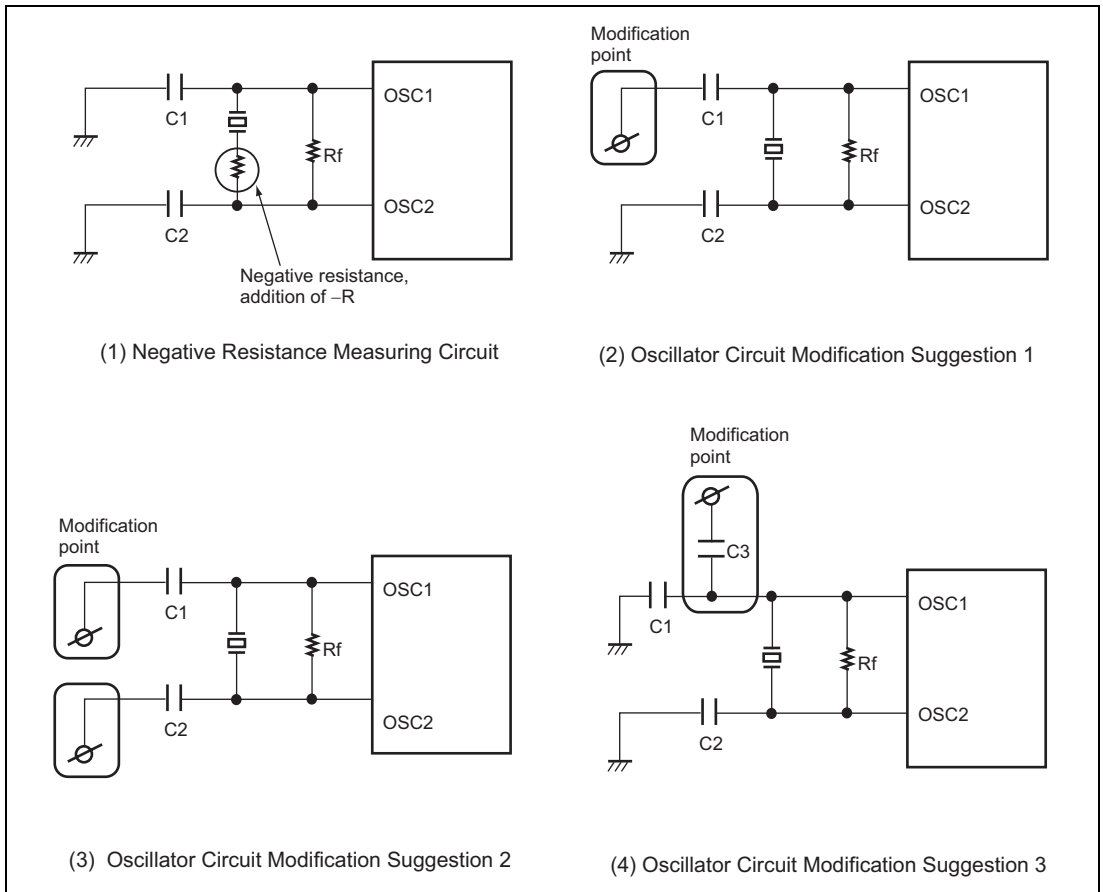 OSC1
C1
Rf
OSC2
C2
Negative resistance,
addition of –R
(1) Negative Resistance Measuring Circuit
Modification
point
OSC1
C1
Rf
OSC2
C2
(2) Oscillator Circuit Modification Suggestion 1
Modification
point
OSC1
C1
Rf
C2
OSC2
(3) Oscillator Circuit Modification Suggestion 2
Modification
point
C3
OSC1
C1
Rf
OSC2
C2
(4) Oscillator Circuit Modification Suggestion 3